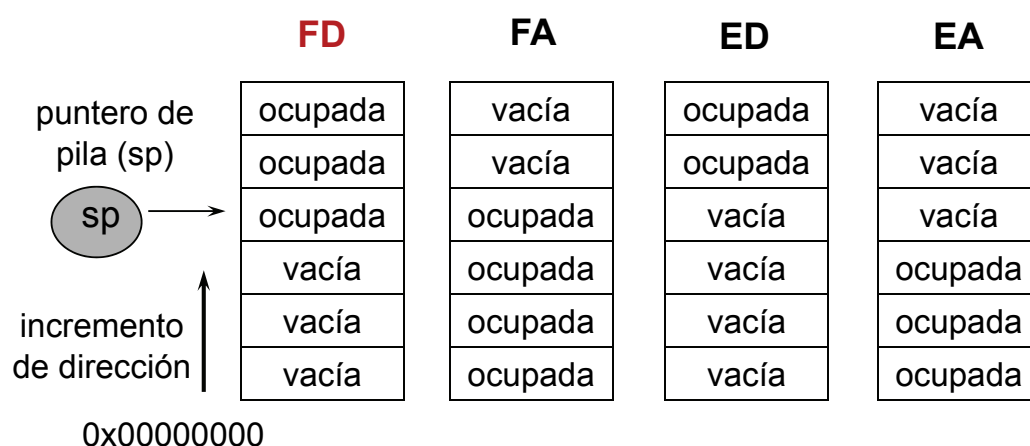 FD FA ED EA
puntero de
pila (sp)
sp
ocupada vacía ocupada vacía
ocupada vacía ocupada vacía
ocupada ocupada vacía vacía
vacía ocupada vacía ocupada
vacía ocupada vacía ocupada
vacía ocupada vacía ocupada
incremento
de dirección
0x00000000